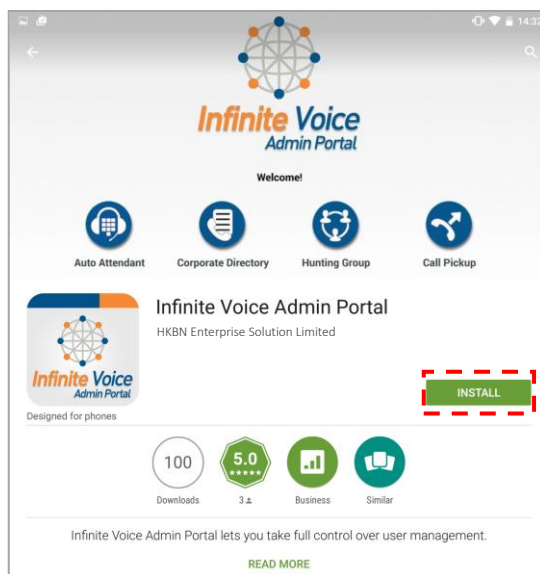 14:32
Infinite Voice
Admin Portal
Welcome!
Auto Attendant
Corporate Directory
Hunting Group
Call Pickup
Infinite Voice Admin Portal
HKBN Enterprise Solution Limited
Infinite Voice
Admin Portal
INSTALL
Designed for phones
100
5.0
Downloads
3
Business
Similar
Infinite Voice Admin Portal lets you take full control over user management.
READ MORE